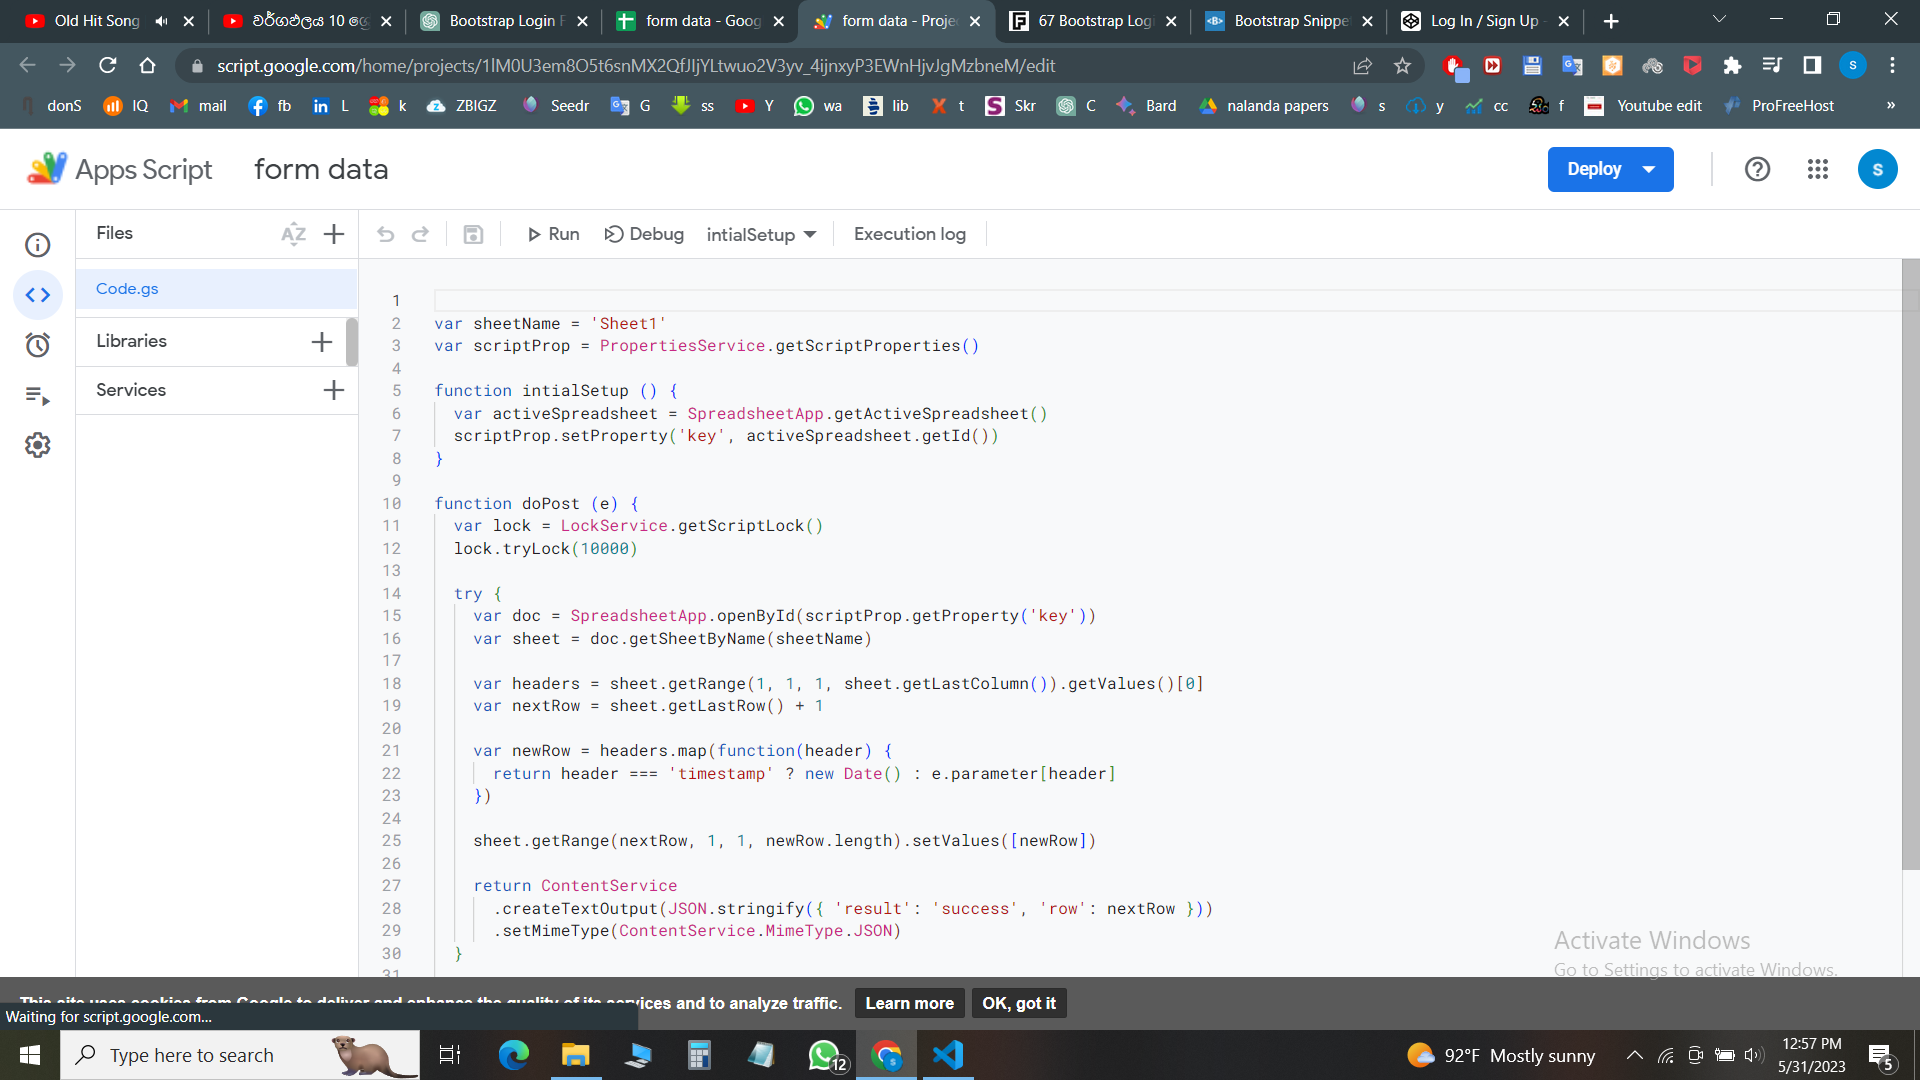 Old Hit Song
වර්ගඵලය 10
Bootstrap Login F
form data - Goog
form data - Proje
67 Bootstrap Logi
Bootstrap Snippe
Log In / Sign Up -
script.google.com/home/projects/1lM0U3em8O5t6snMX2QfJIjYLtwuo2V3yv_4ijnxyP3EWnHjvJgMzbneM/edit
donS IQ mail fb L k ZBIGZ Seedr G ss Y wa lib t Skr C Bard nalanda papers s y cc f Youtube edit ProFreeHost »
Apps Script form data Deploy S
Files AZ
Run Debug intialSetup Execution log
Code.gs
Libraries
Services
1
2 var sheetName = 'Sheet1'
3 var scriptProp = PropertiesService.getScriptProperties()
4
5 function intialSetup () {
6 var activeSpreadsheet = SpreadsheetApp.getActiveSpreadsheet()
7 scriptProp.setProperty('key', activeSpreadsheet.getId())
8 }
9
10 function doPost (e) {
11 var lock = LockService.getScriptLock()
12 lock.tryLock(10000)
13
14 try {
15 var doc = SpreadsheetApp.openById(scriptProp.getProperty('key'))
16 var sheet = doc.getSheetByName(sheetName)
17
18 var headers = sheet.getRange(1, 1, 1, sheet.getLastColumn()).getValues()[0]
19 var nextRow = sheet.getLastRow() + 1
20
21 var newRow = headers.map(function(header) {
22 return header === 'timestamp' ? new Date() : e.parameter[header]
23 })
24
25 sheet.getRange(nextRow, 1, 1, newRow.length).setValues([newRow])
26
27 return ContentService
28 .createTextOutput(JSON.stringify({ 'result': 'success', 'row': nextRow }))
29 .setMimeType(ContentService.MimeType.JSON)
30 }
31
Activate Windows
Go to Settings to activate Windows.
This site uses cookies from Google to deliver and enhance the quality of its services and to analyze traffic. Learn more OK, got it
Waiting for script.google.com...
Type here to search
12
92°F Mostly sunny
12:57 PM
5/31/2023
5